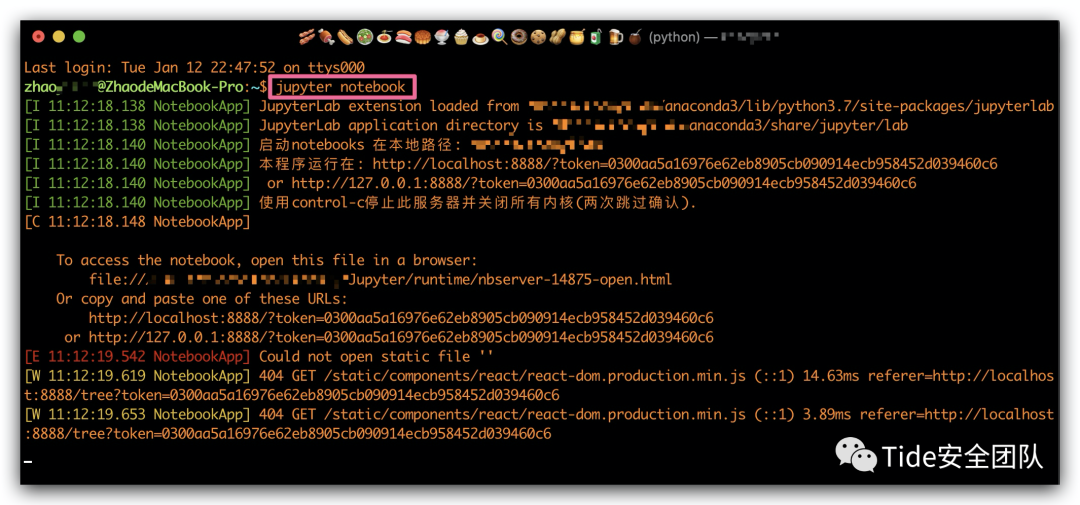 (python) —
Last login: Tue Jan 12 22:47:52 on ttys000
zhao @ZhaodeMacBook-Pro:~$ jupyter notebook
[I 11:12:18.138 NotebookApp] JupyterLab extension loaded from /anaconda3/lib/python3.7/site-packages/jupyterlab
[I 11:12:18.138 NotebookApp] JupyterLab application directory is anaconda3/share/jupyter/lab
[I 11:12:18.140 NotebookApp] 启动notebooks 在本地路径:
[I 11:12:18.140 NotebookApp] 本程序运行在: http://localhost:8888/?token=0300aa5a16976e62eb8905cb090914ecb958452d039460c6
[I 11:12:18.140 NotebookApp]  or http://127.0.0.1:8888/?token=0300aa5a16976e62eb8905cb090914ecb958452d039460c6
[I 11:12:18.140 NotebookApp] 使用control-c停止此服务器并关闭所有内核(两次跳过确认).
[C 11:12:18.148 NotebookApp]
To access the notebook, open this file in a browser:
file:// Jupyter/runtime/nbserver-14875-open.html
Or copy and paste one of these URLs:
http://localhost:8888/?token=0300aa5a16976e62eb8905cb090914ecb958452d039460c6
or http://127.0.0.1:8888/?token=0300aa5a16976e62eb8905cb090914ecb958452d039460c6
[E 11:12:19.542 NotebookApp] Could not open static file ''
[W 11:12:19.619 NotebookApp] 404 GET /static/components/react/react-dom.production.min.js (::1) 14.63ms referer=http://localhos
t:8888/tree?token=0300aa5a16976e62eb8905cb090914ecb958452d039460c6
[W 11:12:19.653 NotebookApp] 404 GET /static/components/react/react-dom.production.min.js (::1) 3.89ms referer=http://localhost
:8888/tree?token=0300aa5a16976e62eb8905cb090914ecb958452d039460c6
Tide安全团队